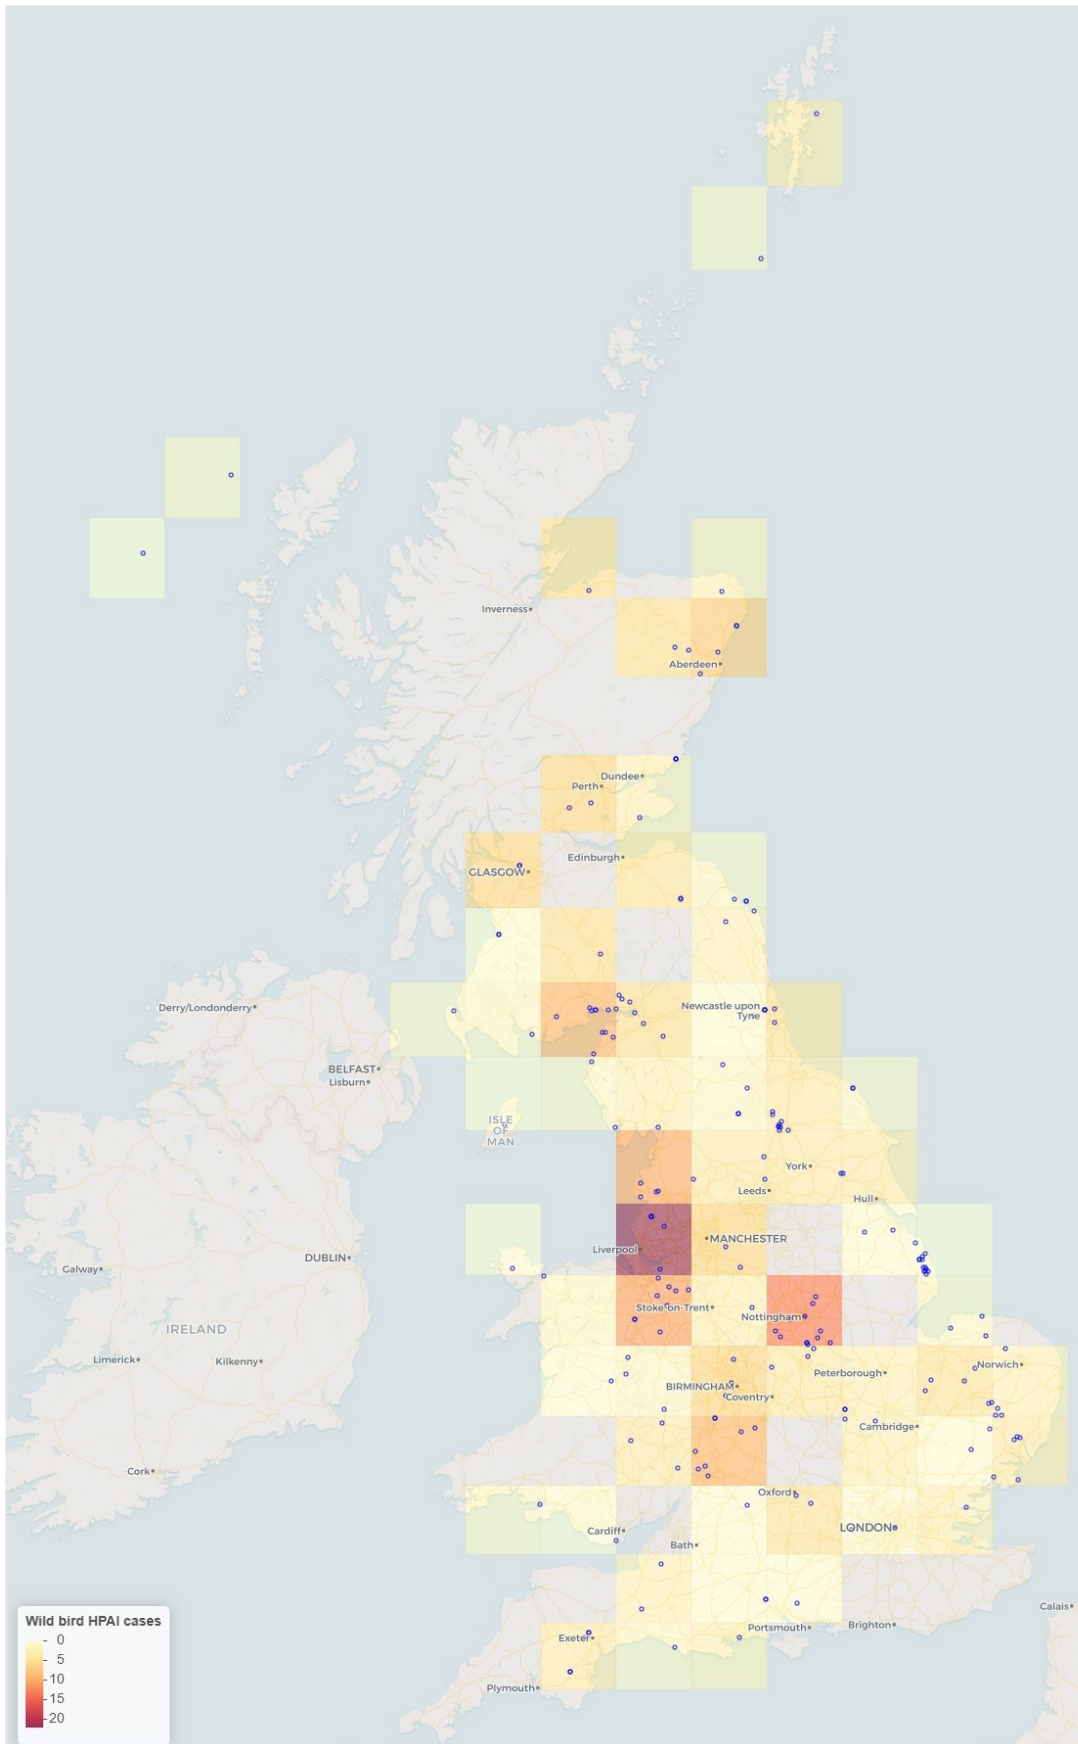 Inverness
Aberdeen
Dundee
Perth
Edinburgh
GLASGOW
Derry/Londonderry
Newcastle upon
Tyne
BELFAST
Lisburn
ISLE
OF
MAN
York
Leeds
Hull
MANCHESTER
Liverpool
DUBLIN
Galway
Stoke-on-Trent
Nottingham
IRELAND
Limerick
Kilkenny
Norwich
Peterborough
BIRMINGHAM
Coventry
Cambridge
Cork
Oxford
LONDON
Cardiff
Bath
Calais
Brighton
Portsmouth
Exeter
Plymouth
Wild bird HPAI cases
0
5
10
15
20